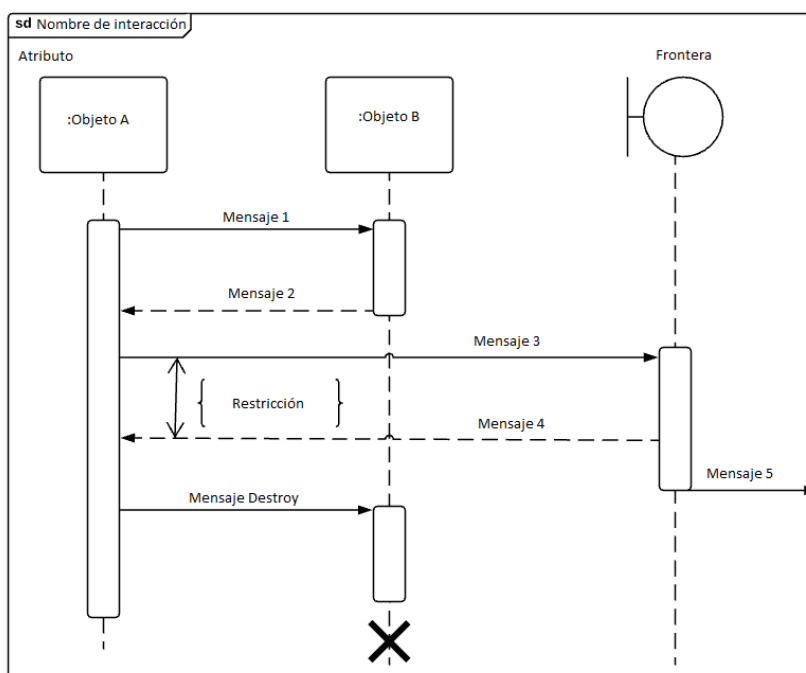 sd Nombre de interacción
Atributo
Frontera
:Objeto A
:Objeto B
Mensaje 1
Mensaje 2
Mensaje 3
{ Restricción }
Mensaje 4
Mensaje 5
Mensaje Destroy